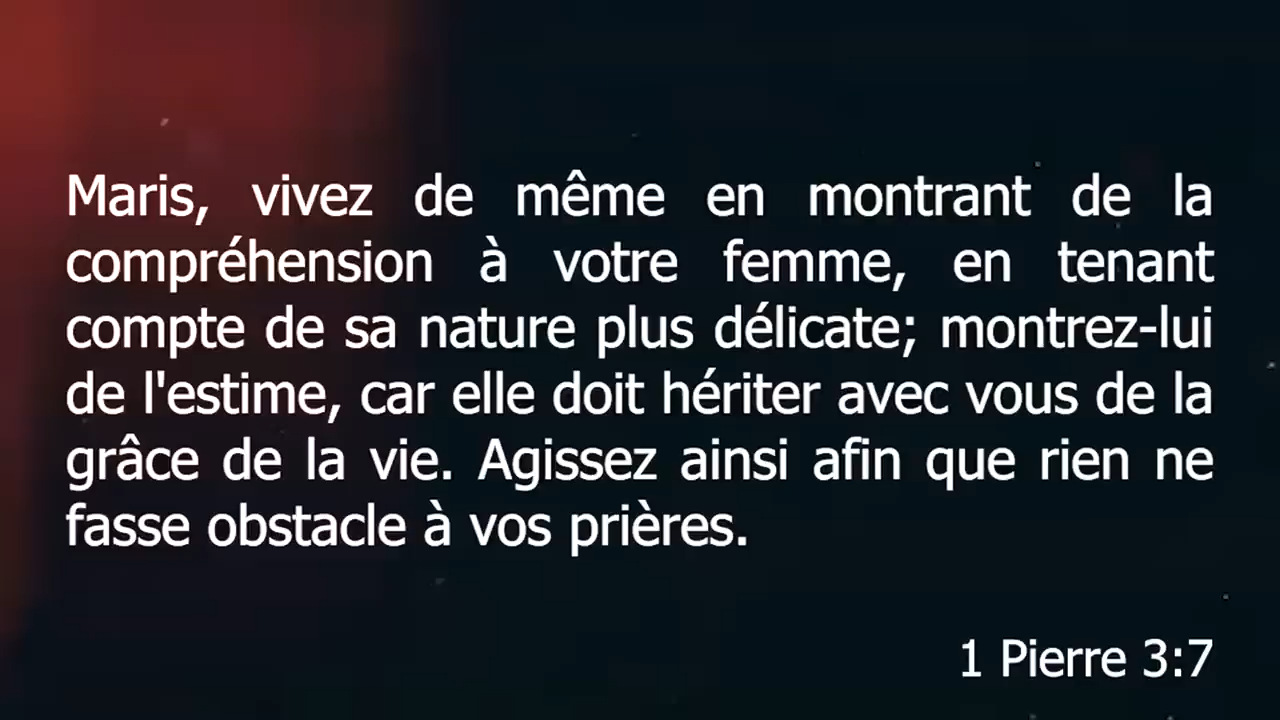 Maris, vivez de même en montrant de la
compréhension à votre femme, en tenant
compte de sa nature plus délicate; montrez-lui
de l'estime, car elle doit hériter avec vous de la
grâce de la vie. Agissez ainsi afin que rien ne
fasse obstacle à vos prières.
1 Pierre 3:7